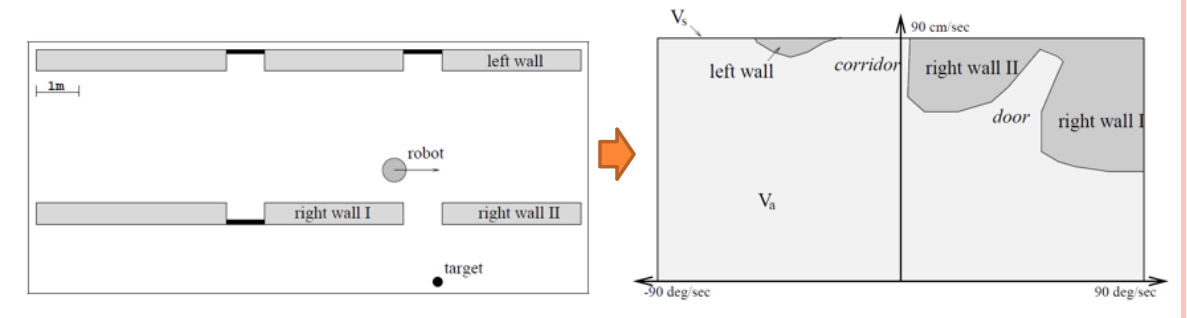 left wall
1m
robot
right wall I
right wall II
target
Vs
90 cm/sec
left wall
corridor
right wall II
door
right wall I
Va
-90 deg/sec
90 deg/sec